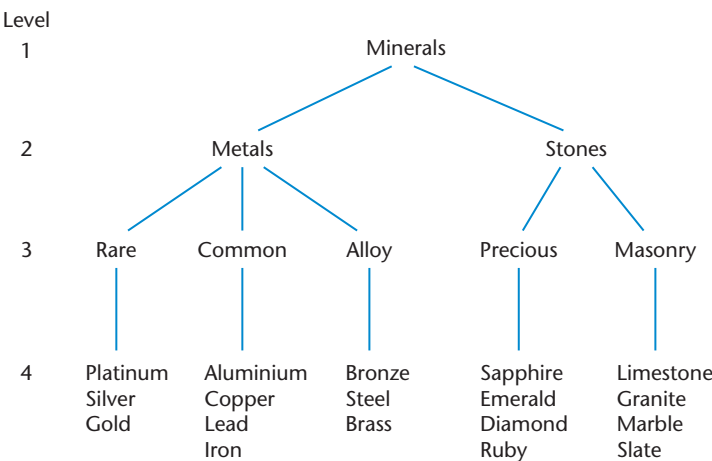 Level
1 Minerals
2 Metals Stones
3 Rare Common Alloy Precious Masonry
4 Platinum Aluminium Bronze Sapphire Limestone
Silver Copper Steel Emerald Granite
Gold Lead Brass Diamond Marble
Iron Ruby Slate